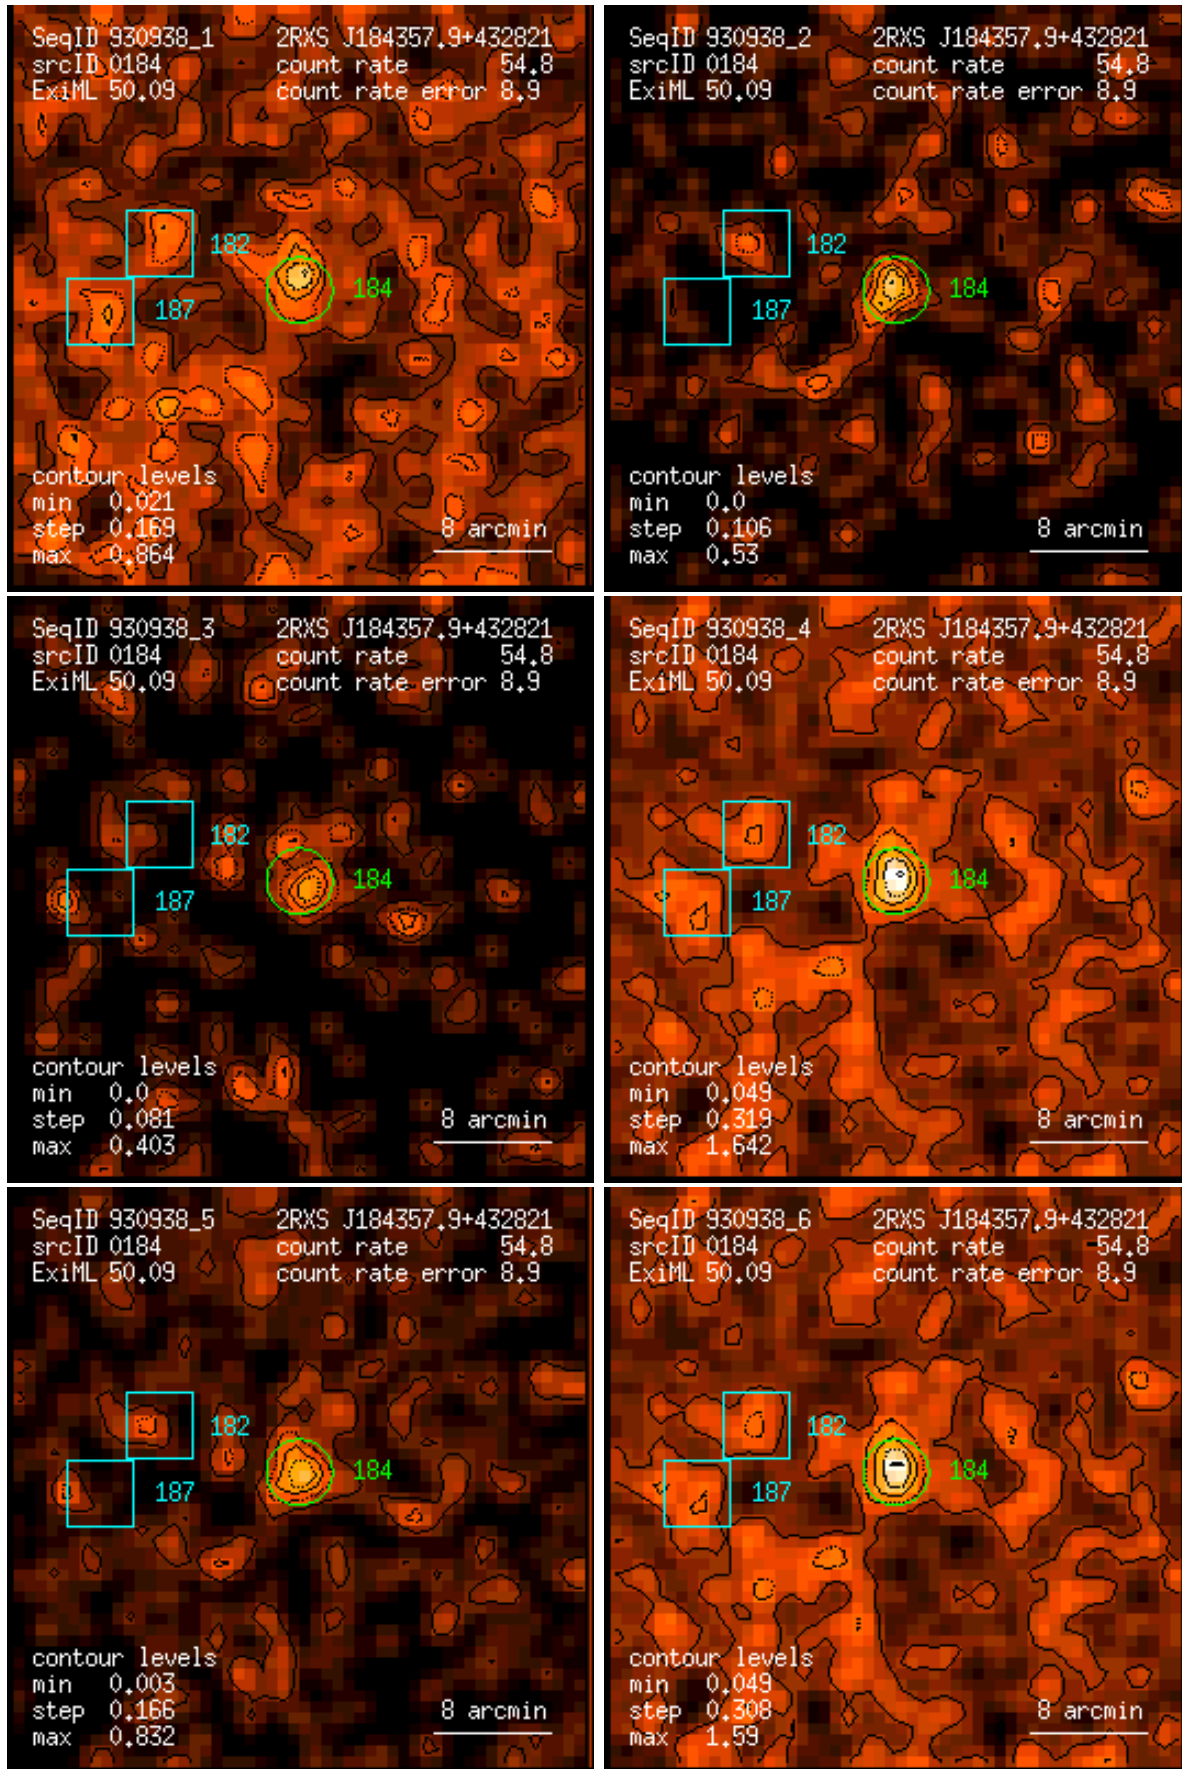 SeqID 930938_1 2RXS J184357.9+432821
srcID 0184 count rate 54.8
ExiML 50.09 count rate error 8.9
182
184
187
contour levels
min 0.021
step 0.169 8 arcmin
max 0.864
SeqID 930938_2 2RXS J184357.9+432821
srcID 0184 count rate 54.8
ExiML 50.09 count rate error 8.9
182
184
187
contour levels
min 0.0
step 0.106 8 arcmin
max 0.53
SeqID 930938_3 2RXS J184357.9+432821
srcID 0184 count rate 54.8
ExiML 50.09 count rate error 8.9
182
184
187
contour levels
min 0.0
step 0.081 8 arcmin
max 0.403
SeqID 930938_4 2RXS J184357.9+432821
srcID 0184 count rate 54.8
ExiML 50.09 count rate error 8.9
182
184
187
contour levels
min 0.049
step 0.319 8 arcmin
max 1.642
SeqID 930938_5 2RXS J184357.9+432821
srcID 0184 count rate 54.8
ExiML 50.09 count rate error 8.9
182
184
187
contour levels
min 0.003
step 0.166 8 arcmin
max 0.832
SeqID 930938_6 2RXS J184357.9+432821
srcID 0184 count rate 54.8
ExiML 50.09 count rate error 8.9
182
184
187
contour levels
min 0.049
step 0.308 8 arcmin
max 1.59